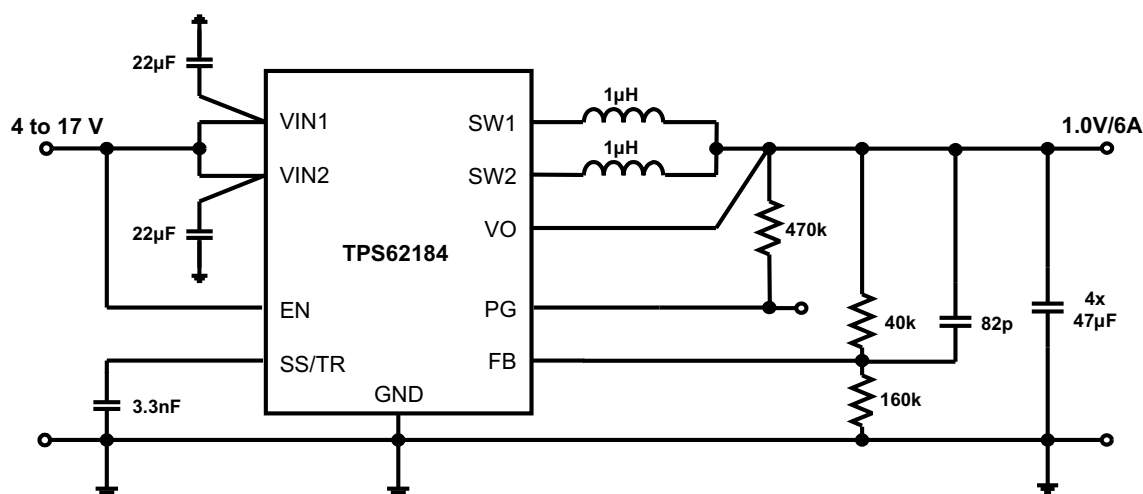 22µF
4 to 17 V
VIN1
VIN2
22µF
EN
SS/TR
3.3nF
GND
TPS62184
SW1
SW2
VO
PG
FB
1µH
1µH
470k
40k
160k
82p
4x
47µF
1.0V/6A